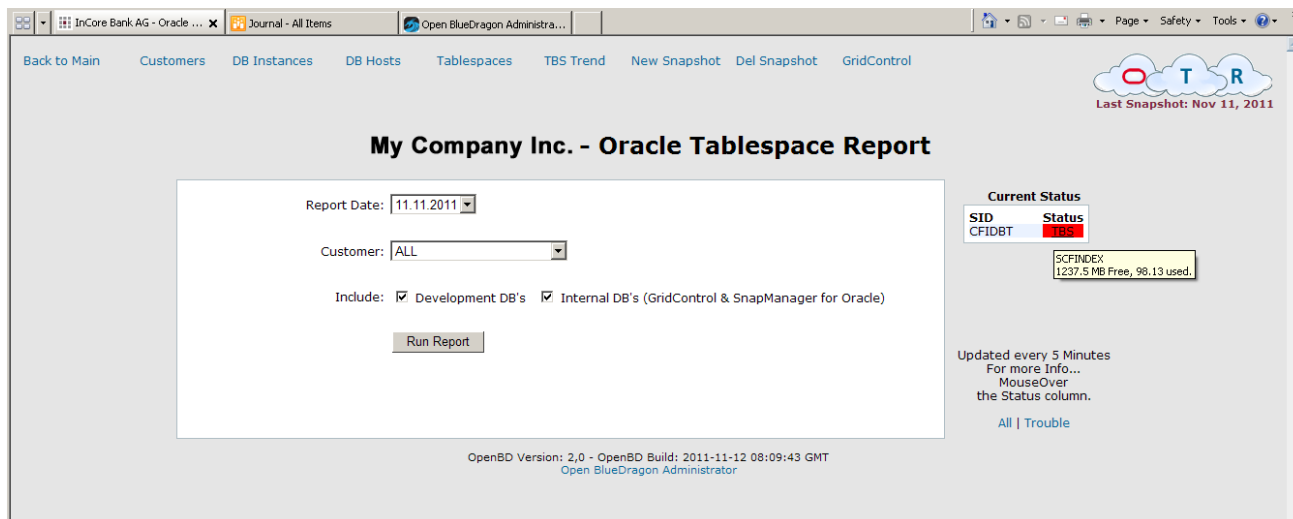 InCore Bank AG - Oracle ... Journal - All Items Open BlueDragon Administra... Page Safety Tools
Back to Main Customers DB Instances DB Hosts Tablespaces TBS Trend New Snapshot Del Snapshot GridControl
O T R
Last Snapshot: Nov 11, 2011
My Company Inc. - Oracle Tablespace Report
Report Date: 11.11.2011
Customer: ALL
Include: Development DB's Internal DB's (GridControl & SnapManager for Oracle)
Run Report
Current Status
SID Status
CFIDBT TBS
SCFINDEX
1237.5 MB Free, 98.13 used.
Updated every 5 Minutes
For more Info...
MouseOver
the Status column.
All | Trouble
OpenBD Version: 2,0 - OpenBD Build: 2011-11-12 08:09:43 GMT
Open BlueDragon Administrator